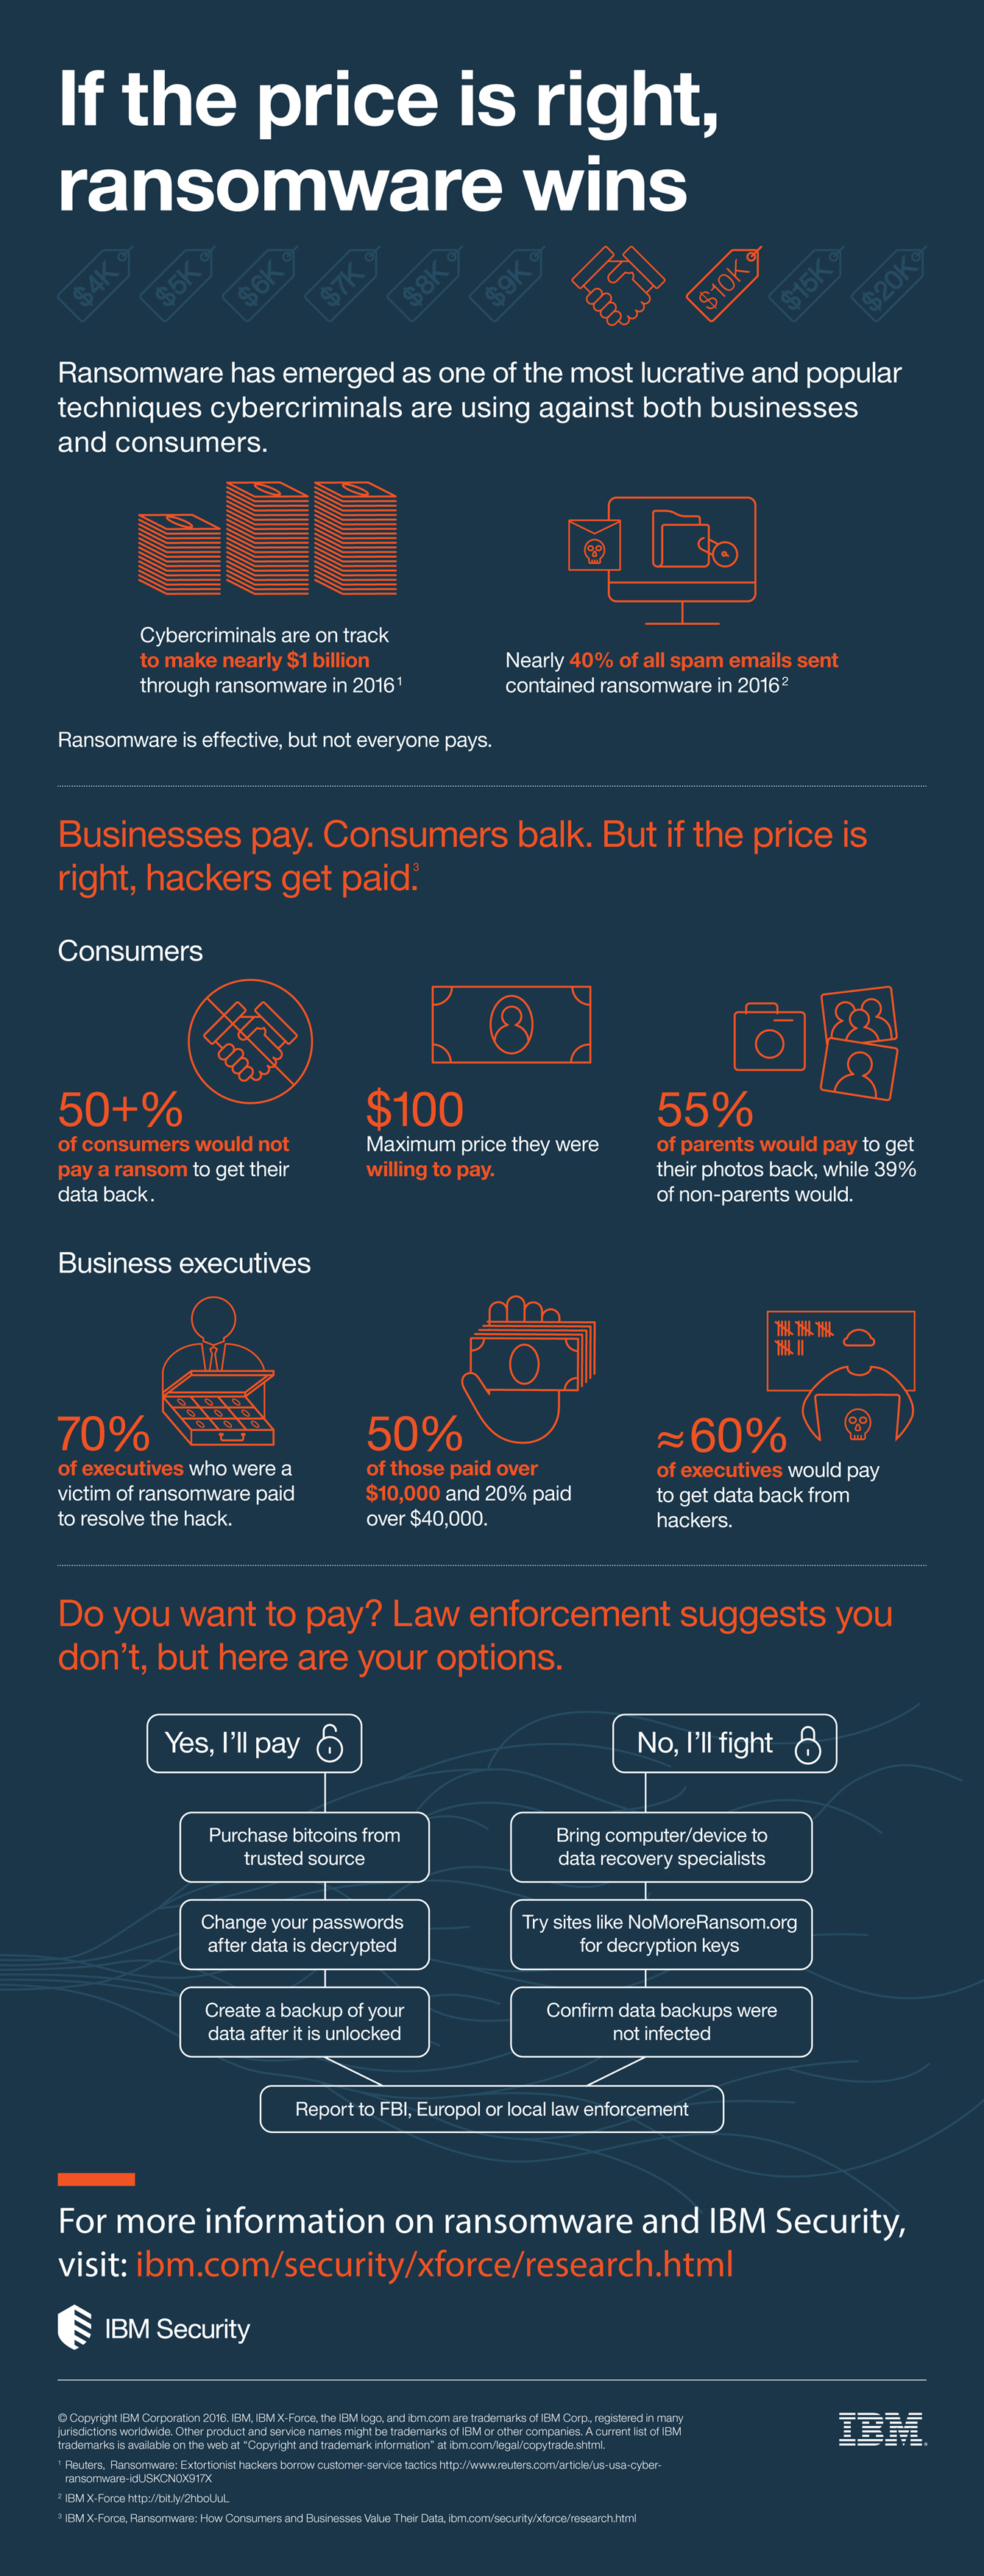 If the price is right,
ransomware wins
$4K
$5K
$6K
$7K
$8K
$9K
$10K
$15K
$20K
Ransomware has emerged as one of the most lucrative and popular
techniques cybercriminals are using against both businesses
and consumers.
Cybercriminals are on track
to make nearly $1 billion
through ransomware in 2016¹
Nearly 40% of all spam emails sent
contained ransomware in 2016²
Ransomware is effective, but not everyone pays.
Businesses pay. Consumers balk. But if the price is
right, hackers get paid.³
Consumers
50+%
of consumers would not
pay a ransom to get their
data back.
$100
Maximum price they were
willing to pay.
55%
of parents would pay to get
their photos back, while 39%
of non-parents would.
Business executives
70%
of executives who were a
victim of ransomware paid
to resolve the hack.
50%
of those paid over
$10,000 and 20% paid
over $40,000.
≈60%
of executives would pay
to get data back from
hackers.
Do you want to pay? Law enforcement suggests you
don't, but here are your options.
Yes, I'll pay
Purchase bitcoins from
trusted source
Change your passwords
after data is decrypted
Create a backup of your
data after it is unlocked
No, I'll fight
Bring computer/device to
data recovery specialists
Try sites like NoMoreRansom.org
for decryption keys
Confirm data backups were
not infected
Report to FBI, Europol or local law enforcement
For more information on ransomware and IBM Security,
visit: ibm.com/security/xforce/research.html
IBM Security
© Copyright IBM Corporation 2016. IBM, IBM X-Force, the IBM logo, and ibm.com are trademarks of IBM Corp., registered in many
jurisdictions worldwide. Other product and service names might be trademarks of IBM or other companies. A current list of IBM
trademarks is available on the web at "Copyright and trademark information" at ibm.com/legal/copytrade.shtml.
IBM®
¹ Reuters, Ransomware: Extortionist hackers borrow customer-service tactics http://www.reuters.com/article/us-usa-cyber-
ransomware-idUSKCN0X917X
² IBM X-Force http://bit.ly/2hboUuL
³ IBM X-Force, Ransomware: How Consumers and Businesses Value Their Data, ibm.com/security/xforce/research.html